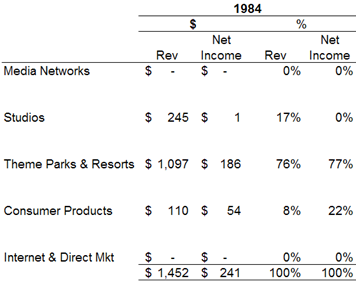 1984
$ %
Net Net
Rev Income Rev Income
Media Networks $ - $ - 0% 0%
Studios $ 245 $ 1 17% 0%
Theme Parks & Resorts $ 1,097 $ 186 76% 77%
Consumer Products $ 110 $ 54 8% 22%
Internet & Direct Mkt $ - $ - 0% 0%
$ 1,452 $ 241 100% 100%